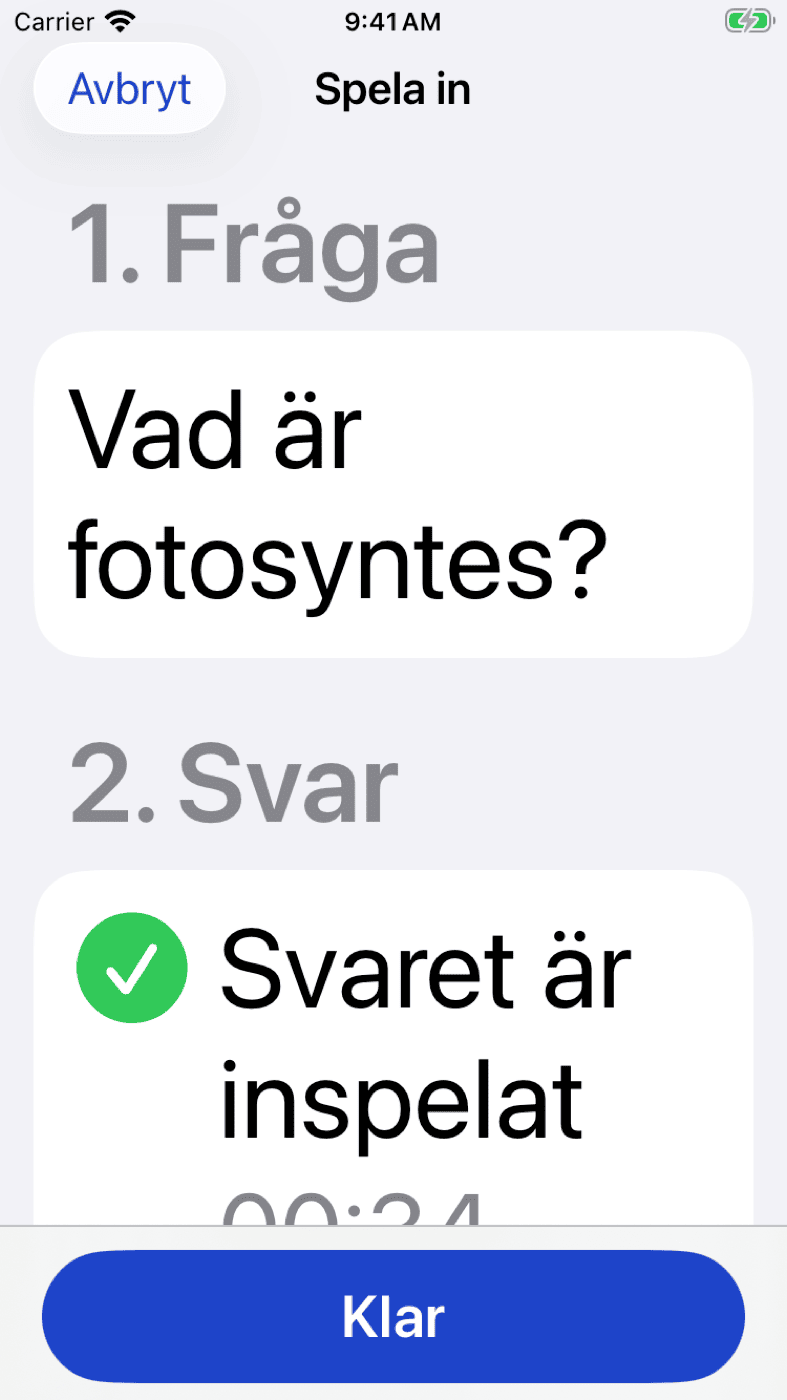 Carrier 9:41 AM
Avbryt Spela in
1. Fråga
Vad är
fotosyntes?
2. Svar
Svaret är
inspelat
Klar